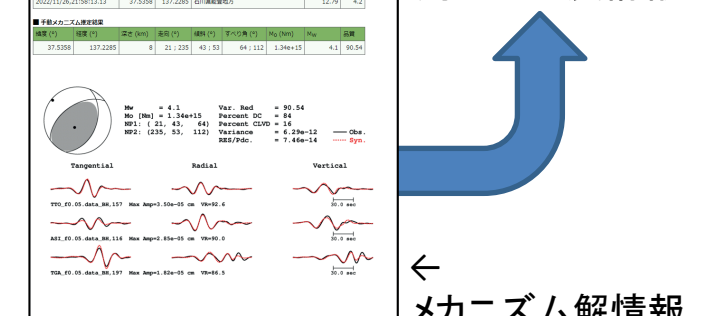 2022/11/26,21:58:13.13 37.5358 137.2285 石川県能登地方 12.79 4.2
■ 手動メカニズム推定結果
緯度 (°) 経度 (°) 深さ (km) 走向 (°) 傾斜 (°) すべり角 (°) M₀ (Nm) Mw 品質
37.5358 137.2285 8 21 ; 235 43 ; 53 64 ; 112 1.34e+15 4.1 90.54
Mw = 4.1 Var. Red = 90.54
Mo [Nm] = 1.34e+15 Percent DC = 84
NP1: ( 21, 43, 64) Percent CLVD = 16
NP2: (235, 53, 112) Variance = 6.29e-12 Obs.
RES/Pdc. = 7.46e-14 Syn.
Tangential Radial Vertical
TTO_f0.05.data_BH,157 Max Amp=3.50e-05 cm VR=92.6 30.0 sec
ASI_f0.05.data_BH,116 Max Amp=2.85e-05 cm VR=90.0 30.0 sec
TGA_f0.05.data_BH,197 Max Amp=1.82e-05 cm VR=86.5 30.0 sec
←
メカニズム解情報